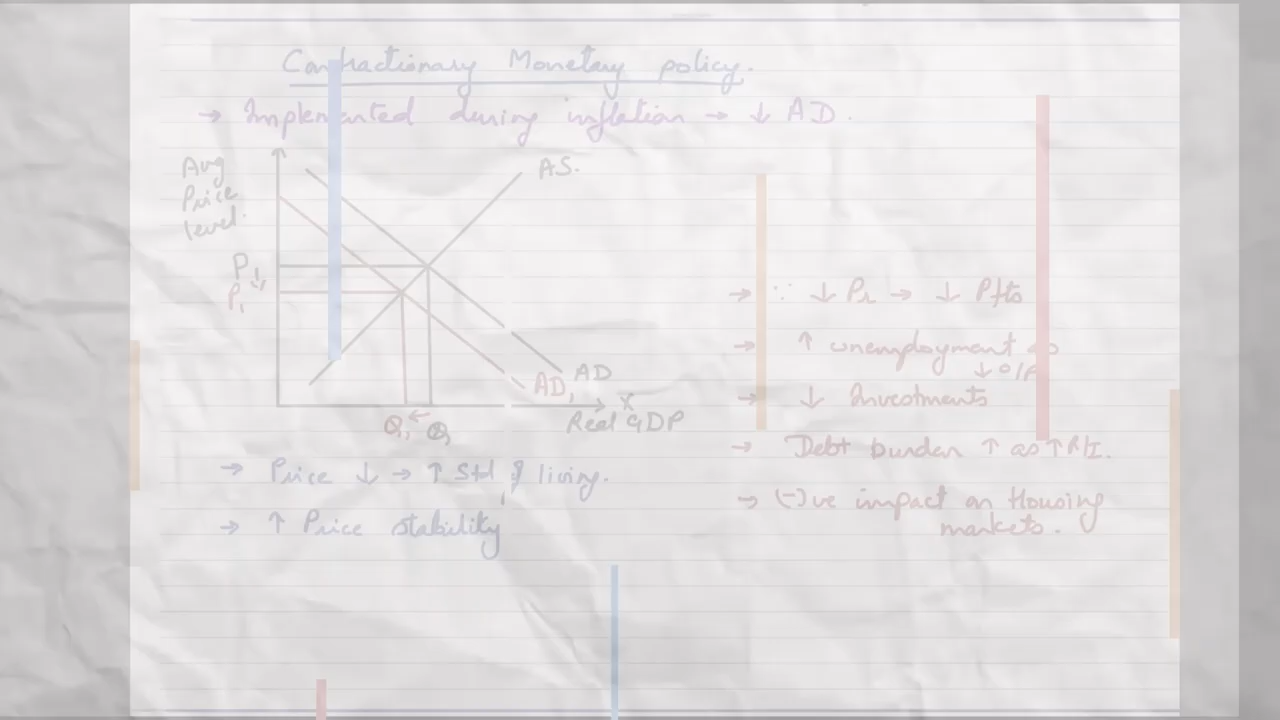 Contractionary Monetary policy.
→ Implemented during inflation → ↓ AD.
Avg
Price
level.
AS.
P
P₁
AD
AD₁
Q₁ ← Q
X
Real GDP
→ Price ↓ → ↑ Std of living.
→ ↑ Price stability
→ ∵ ↓ Pr → ↓ Pfts
→ ↑ unemployment as
↓ O/P
→ ↓ Investments
→ Debt burden ↑ as ↑ R/I.
→ (-)ve impact on Housing
markets.